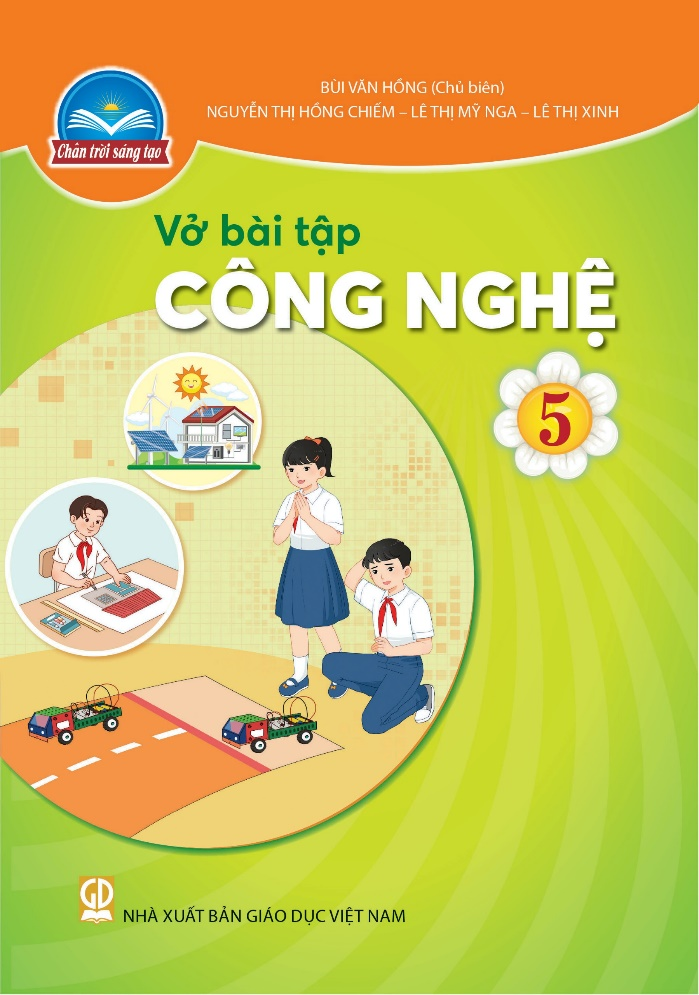 BÙI VĂN HỒNG (Chủ biên)
NGUYỄN THỊ HỒNG CHIẾM – LÊ THỊ MỸ NGA – LÊ THỊ XINH
Chân trời sáng tạo
Vở bài tập
CÔNG NGHỆ
5
GD
NHÀ XUẤT BẢN GIÁO DỤC VIỆT NAM